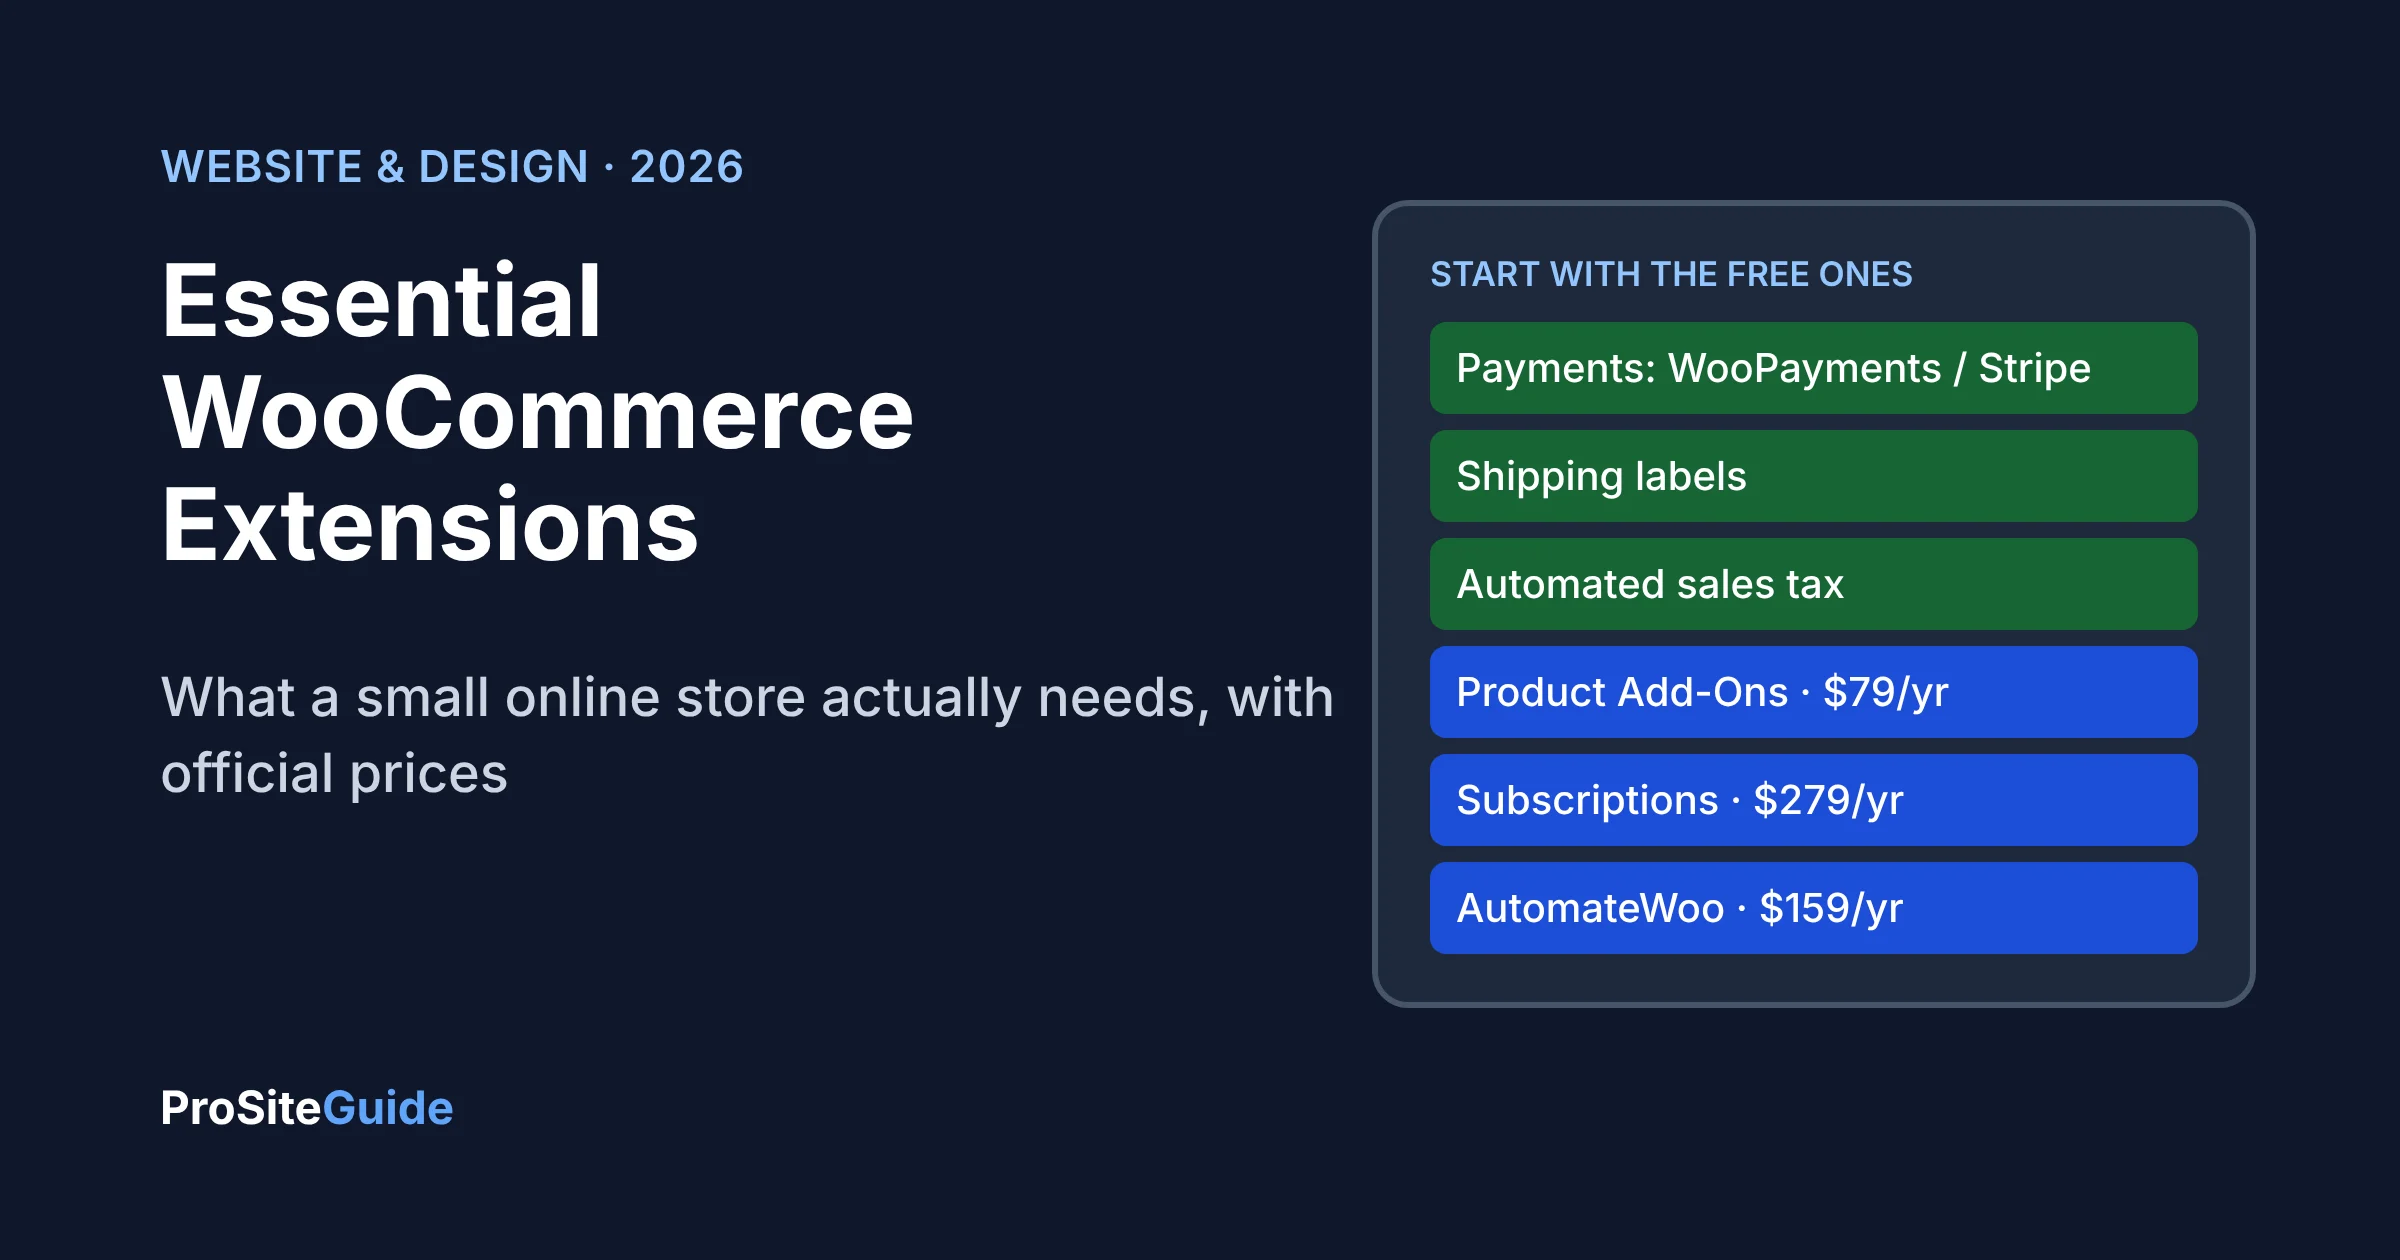 WEBSITE & DESIGN · 2026
Essential
WooCommerce
Extensions
What a small online store actually needs, with
official prices
ProSiteGuide
START WITH THE FREE ONES
Payments: WooPayments / Stripe
Shipping labels
Automated sales tax
Product Add-Ons · $79/yr
Subscriptions · $279/yr
AutomateWoo · $159/yr